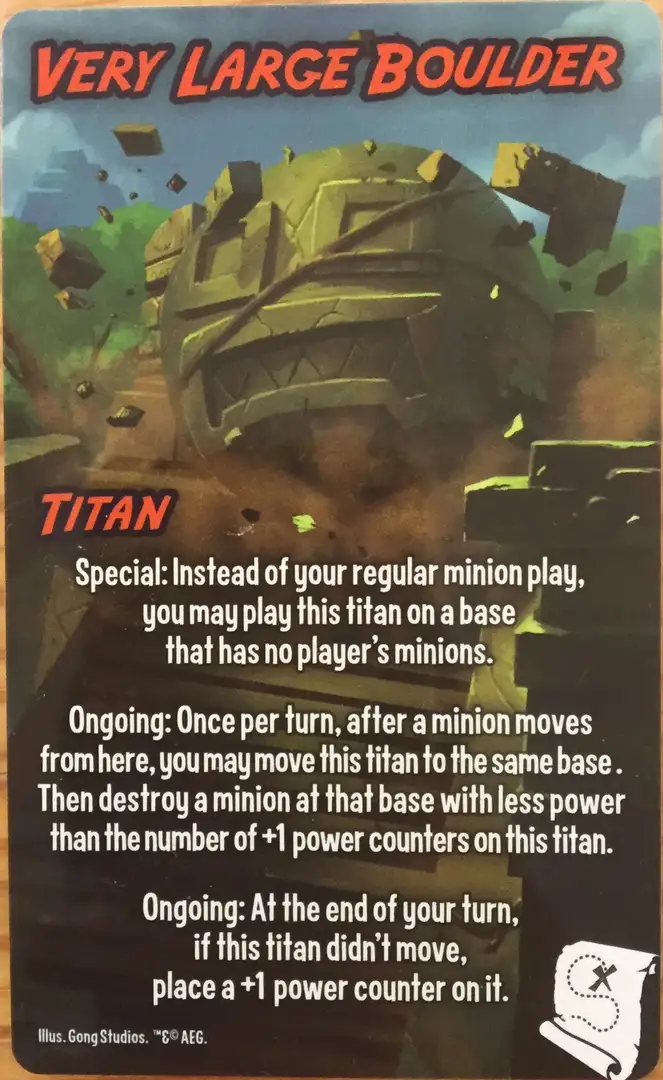 VERY LARGE BOULDER
TITAN
Special: Instead of your regular minion play,
you may play this titan on a base
that has no player's minions.
Ongoing: Once per turn, after a minion moves
from here, you may move this titan to the same base.
Then destroy a minion at that base with less power
than the number of +1 power counters on this titan.
Ongoing: At the end of your turn,
if this titan didn't move,
place a +1 power counter on it.
Illus. Gong Studios. ™&© AEG.